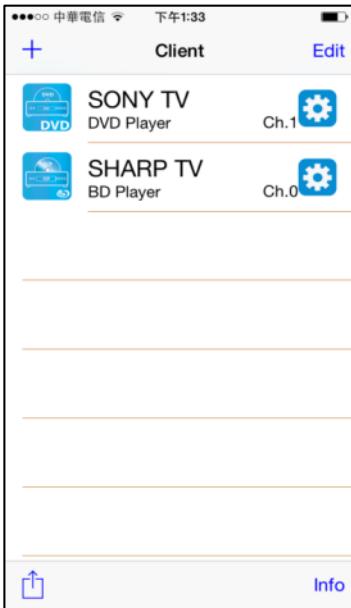 中華電信 下午1:33
+ Client Edit
SONY TV
DVD Player Ch.1
DVD
SHARP TV
BD Player Ch.0
Info